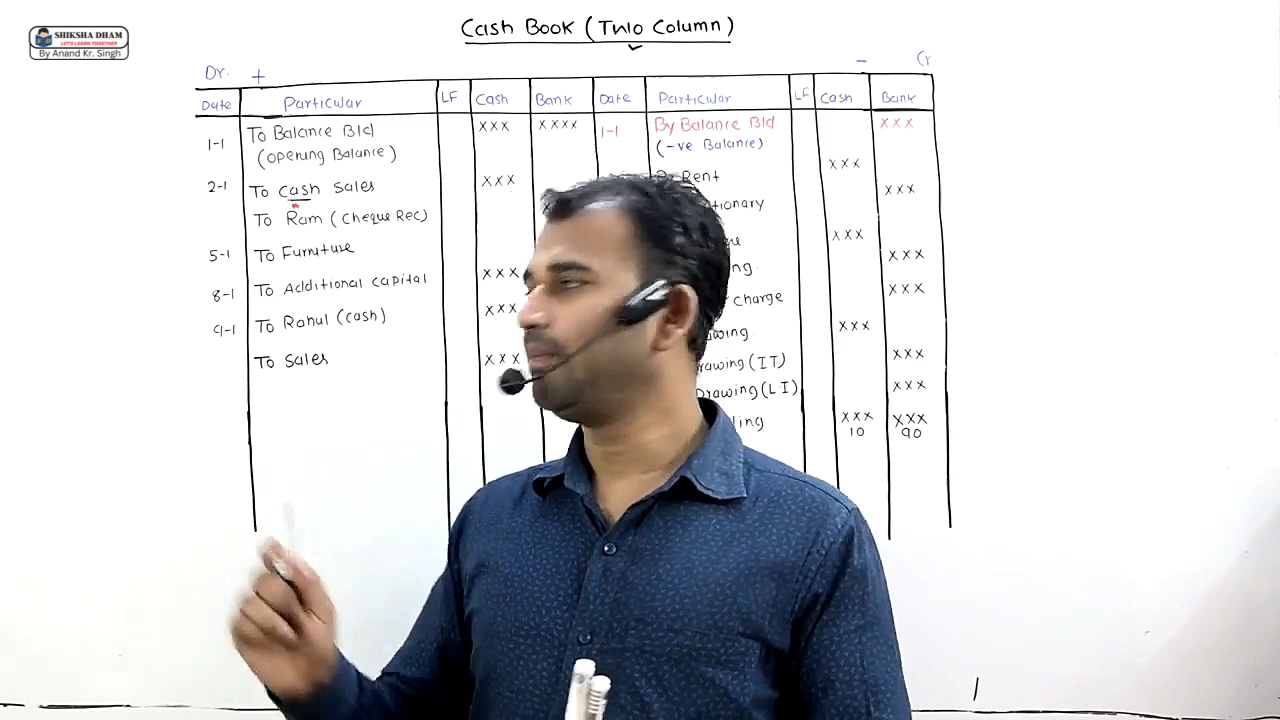 SHIKSHA DHAM
LET'S LEARN TOGETHER
By Anand Kr. Singh
Cash Book (Two Column)
Dr. +
- Cr
Date Particular LF Cash Bank Date Particular LF Cash Bank
1-1 To Balance B/d xxx xxxx 1-1 By Balance B/d xxx
(opening Balance) (-ve Balance)
xxx
2-1 To cash sales xxx Rent
xxx
To Ram (Cheque Rec)
5-1 To Furniture xxx
xxx
8-1 To Additional capital xxx charge xxx
9-1 To Rahul (cash) xxx
xxx
To Sales xxx Drawing (IT) xxx
Drawing (LI) xxx
xxx xxx
10 90